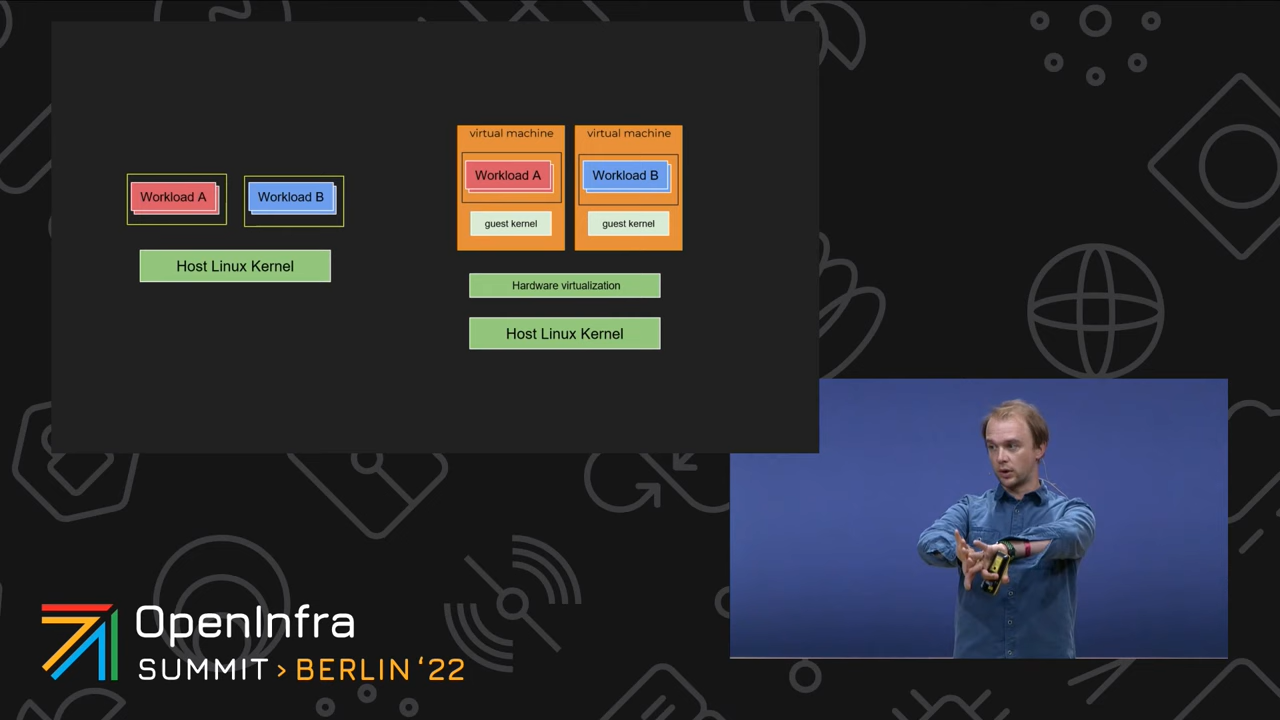 Workload A
Workload B
Host Linux Kernel
virtual machine
virtual machine
Workload A
Workload B
guest kernel
guest kernel
Hardware virtualization
Host Linux Kernel
OpenInfra
SUMMIT > BERLIN '22